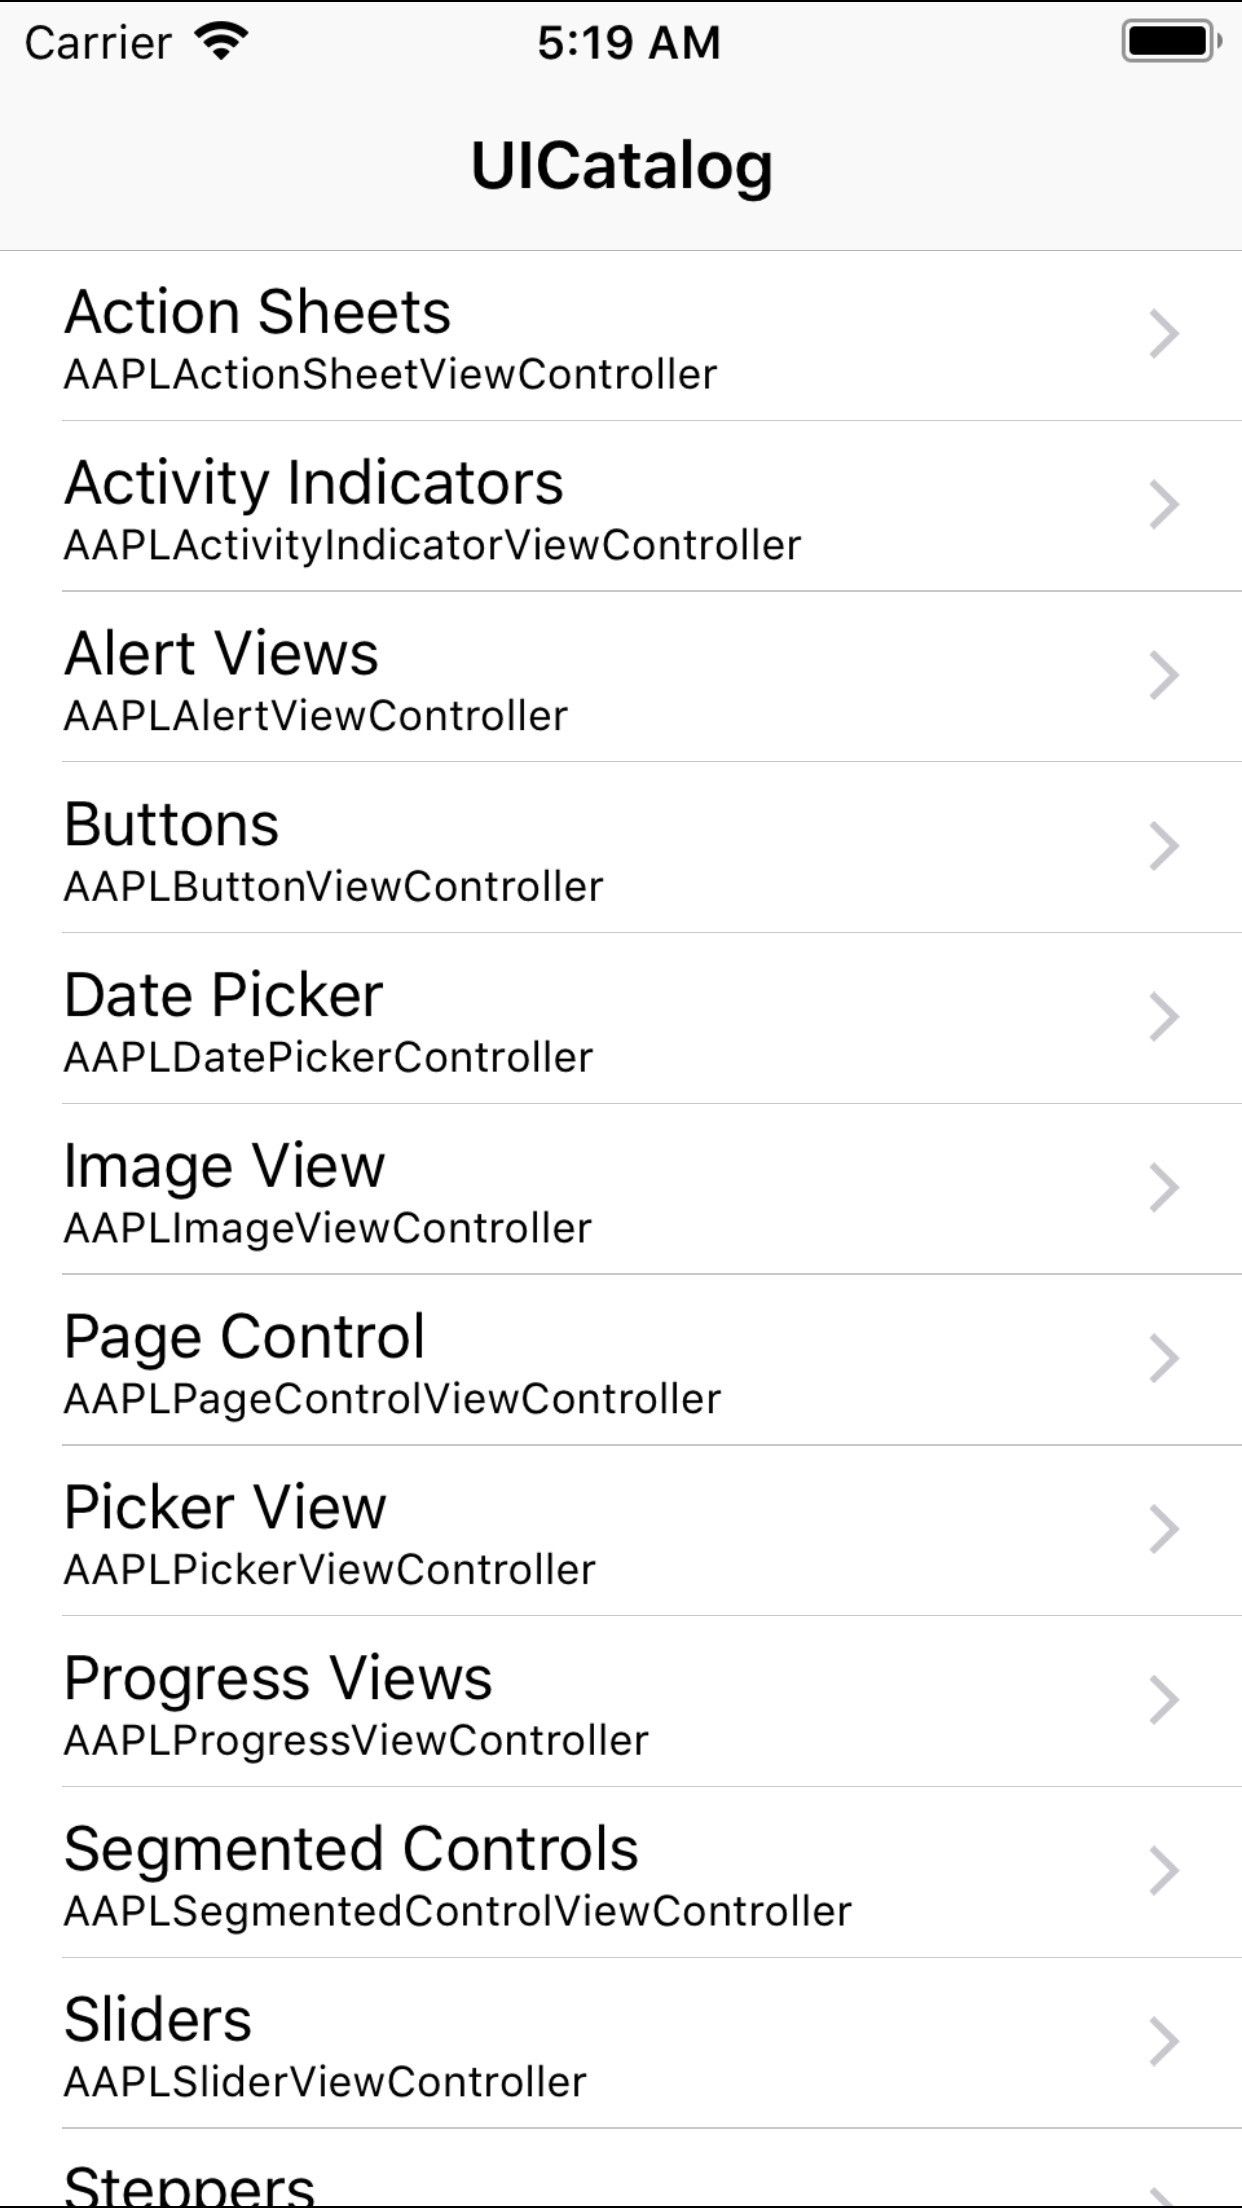 Carrier 5:19 AM
UICatalog
Action Sheets
AAPLActionSheetViewController
Activity Indicators
AAPLActivityIndicatorViewController
Alert Views
AAPLAlertViewController
Buttons
AAPLButtonViewController
Date Picker
AAPLDatePickerController
Image View
AAPLImageViewController
Page Control
AAPLPageControlViewController
Picker View
AAPLPickerViewController
Progress Views
AAPLProgressViewController
Segmented Controls
AAPLSegmentedControlViewController
Sliders
AAPLSliderViewController
Steppers